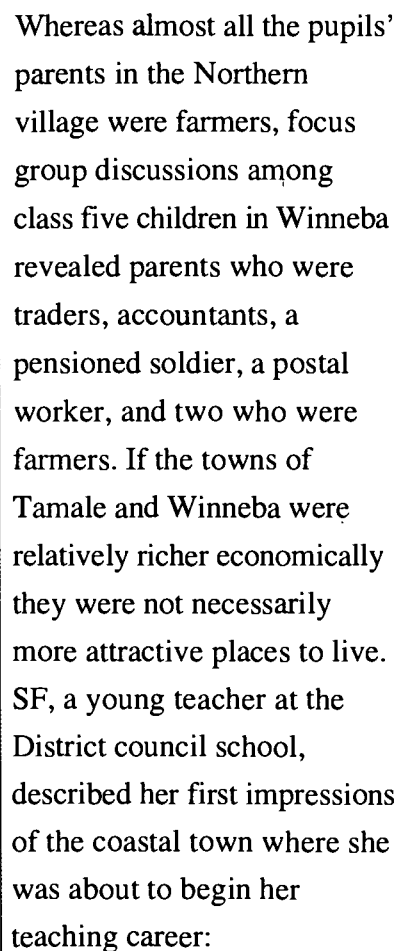 Whereas almost all the pupils'
parents in the Northern
village were farmers, focus
group discussions among
class five children in Winneba
revealed parents who were
traders, accountants, a
pensioned soldier, a postal
worker, and two who were
farmers. If the towns of
Tamale and Winneba were
relatively richer economically
they were not necessarily
more attractive places to live.
SF, a young teacher at the
District council school,
described her first impressions
of the coastal town where she
was about to begin her
teaching career: